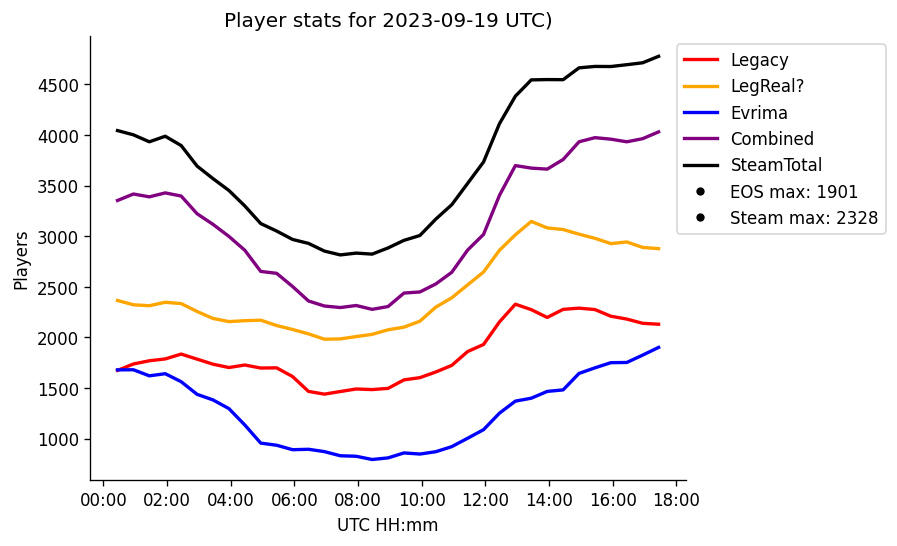 Player stats for 2023-09-19 UTC)
Legacy
LegReal?
Evrima
Combined
SteamTotal
EOS max: 1901
Steam max: 2328
Players
4500
4000
3500
3000
2500
2000
1500
1000
00:00 02:00 04:00 06:00 08:00 10:00 12:00 14:00 16:00 18:00
UTC HH:mm